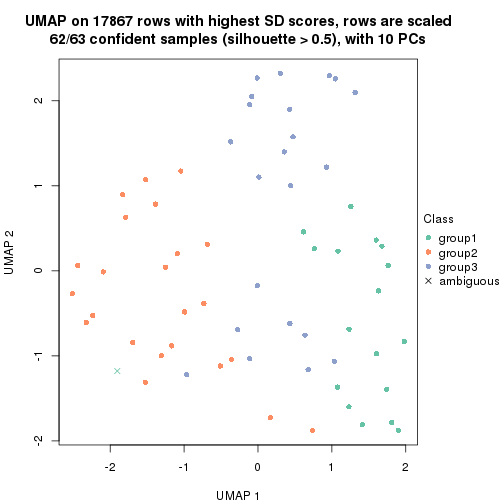 UMAP on 17867 rows with highest SD scores, rows are scaled
62/63 confident samples (silhouette > 0.5), with 10 PCs
UMAP 2
2
1
0
-1
-2
-2
-1
0
1
2
UMAP 1
Class
group1
group2
group3
ambiguous